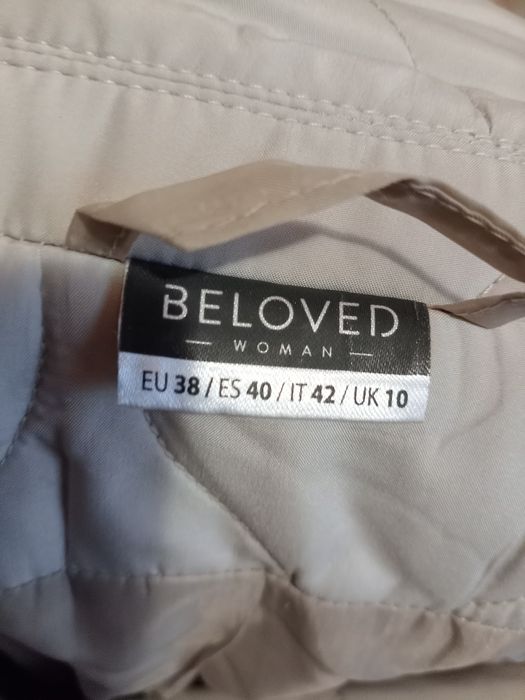 BELOVED
— WOMAN —
EU 38 / ES 40 / IT 42 / UK 10